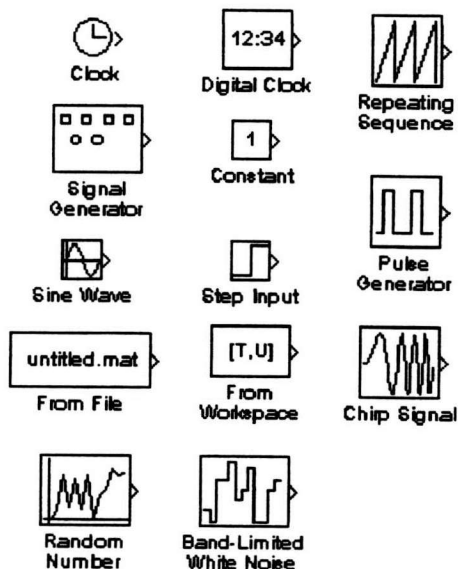 Clock
12:34
Digital Clock
Repeating
Sequence
Signal
Generator
1
Constant
Pulse
Generator
Sine Wave
Step Input
untitled.mat
From File
[T,U]
From
Workspace
Chirp Signal
Random
Number
Band-Limited
White Noise